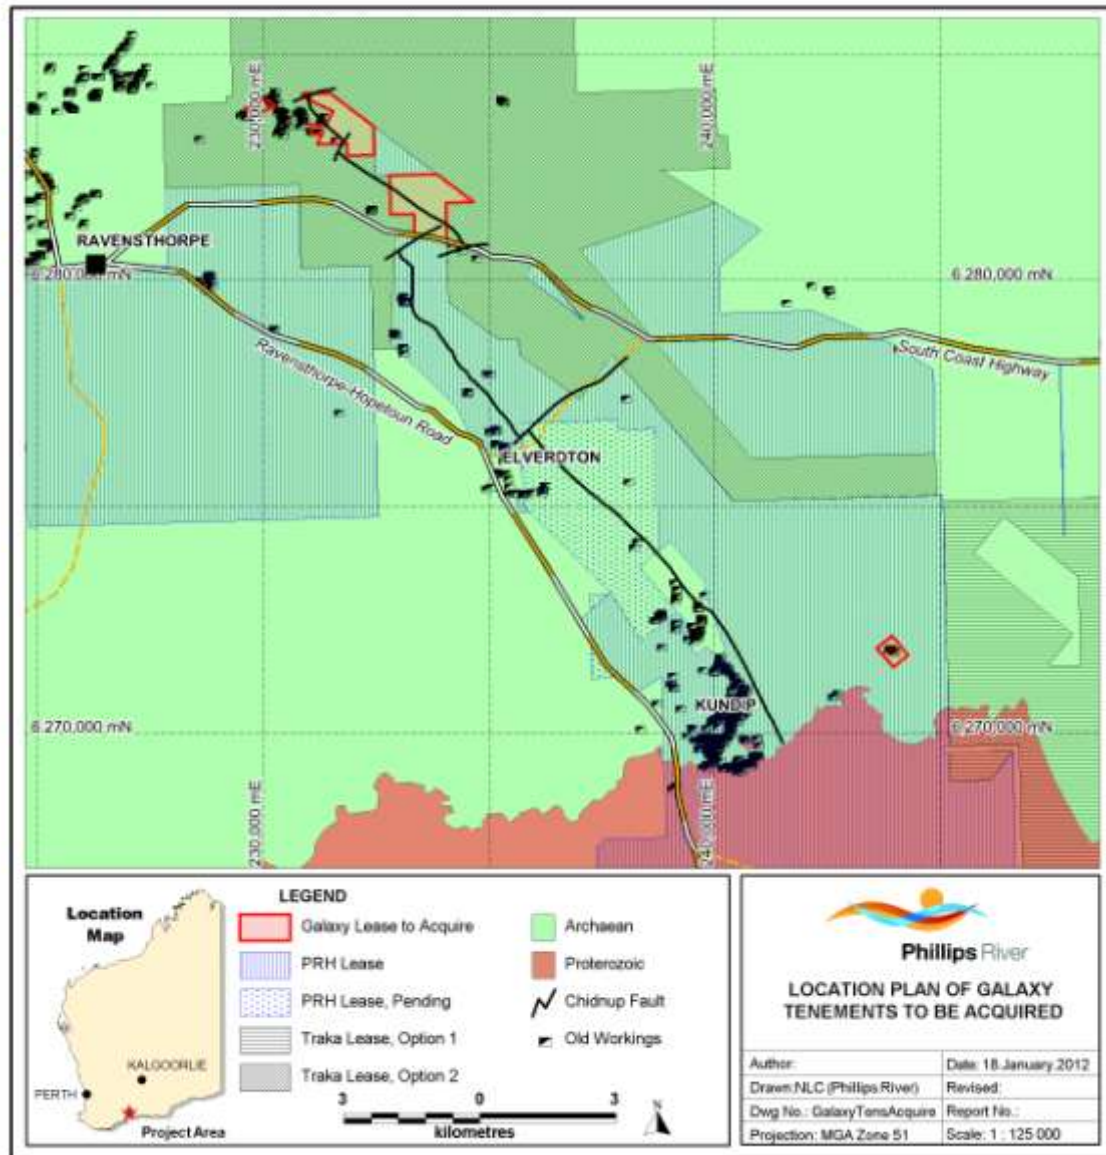 230,000 mE
240,000 mE
RAVENSTHORPE
6,280,000 mN
6,280,000 mN
South Coast Highway
Ravensthorpe-Hopetoun Road
ELVERDTON
KUNDIP
6,270,000 mN
6,270,000 mN
230,000 mE
240,000 mE
Location
Map
KALGOORLIE
PERTH
Project Area
LEGEND
Galaxy Lease to Acquire
PRH Lease
PRH Lease, Pending
Traka Lease, Option 1
Traka Lease, Option 2
Archaean
Proterozoic
Chidnup Fault
Old Workings
3 0 3
kilometres
N
Phillips River
LOCATION PLAN OF GALAXY
TENEMENTS TO BE ACQUIRED
Author: Date: 18 January 2012
Drawn:NLC (Phillips River) Revised:
Dwg No.: GalaxyTensAcquire Report No.:
Projection: MGA Zone 51 Scale: 1 : 125 000